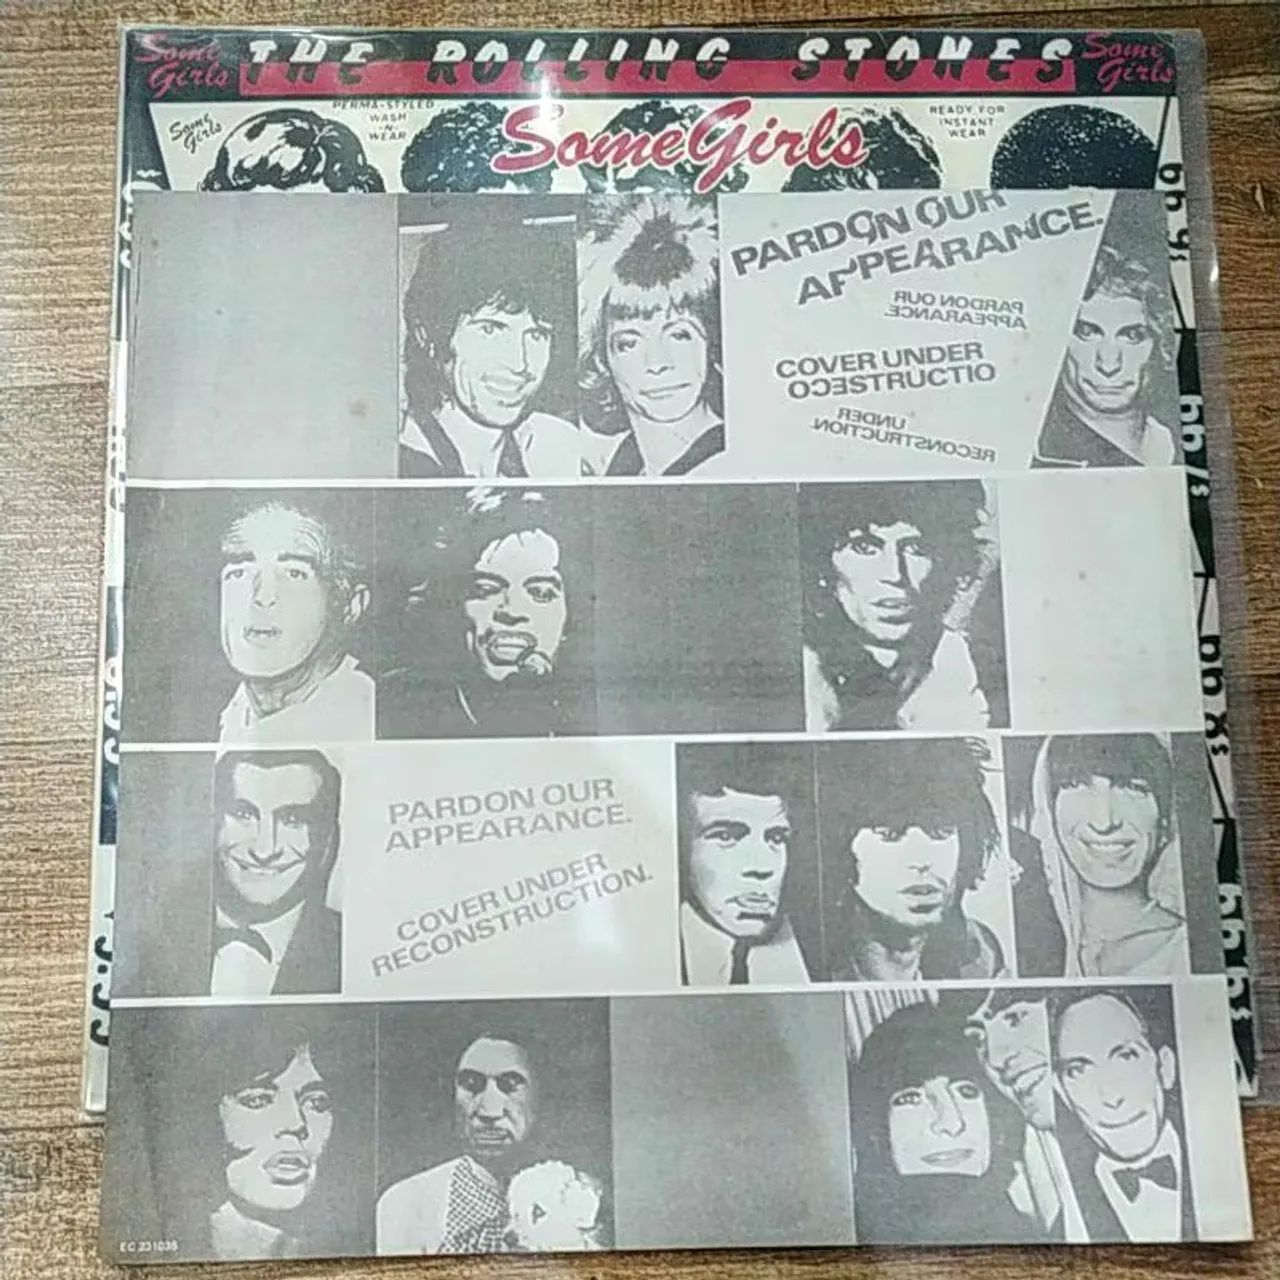 Some
Girls
THE ROLLING STONES
Some
Girls
Some
Girls
PERMA-STYLED
WASH
-N-
WEAR
Some Girls
READY FOR
INSTANT
WEAR
PARDON OUR
APPEARANCE.
PARDON OUR
APPEARANCE.
COVER UNDER
OCESTRUCTIO
UNDER
RECONSTRUCTION.
PARDON OUR
APPEARANCE.
COVER UNDER
RECONSTRUCTION.
EC 231035